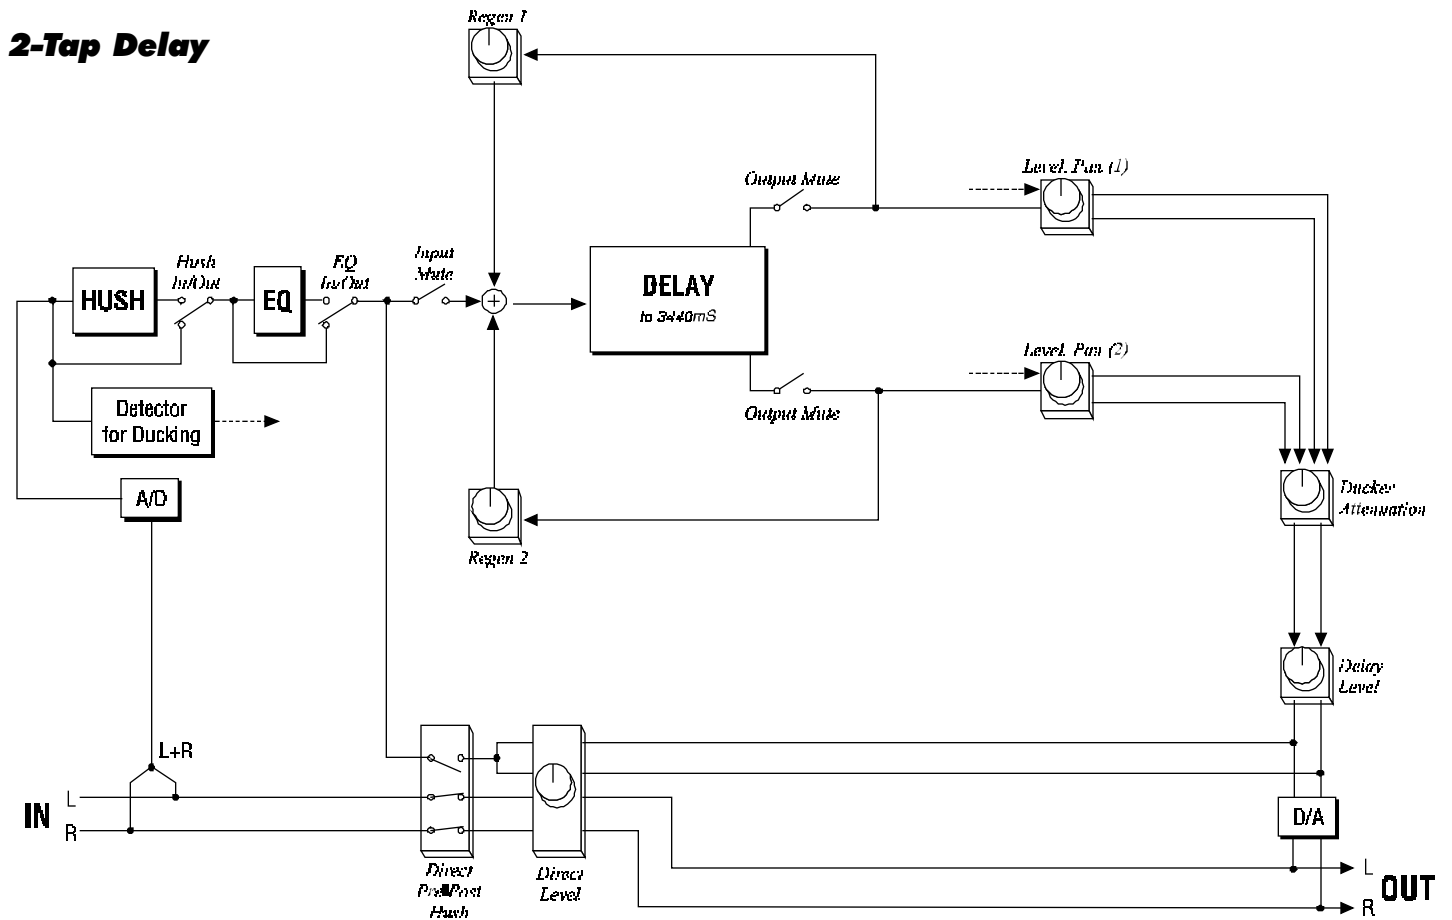 2-Tap Delay
Regen 1
Output Mute
Level, Pan (1)
Hush
In/Out
EQ
In/Out
Input
Mute
HUSH
EQ
+
DELAY
to 3440mS
Level, Pan (2)
Output Mute
Detector
for Ducking
A/D
Regen 2
Ducker
Attenuation
Delay
Level
L+R
IN
L
R
D/A
Direct
Pre/Post
Hush
Direct
Level
L
OUT
R